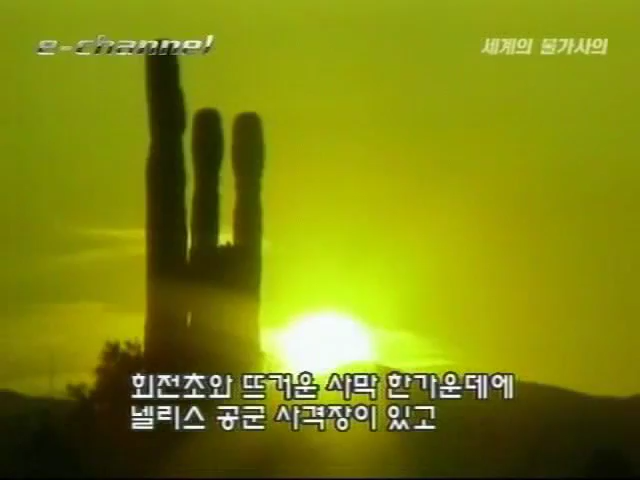 e-channel
세계의 불가사의
회전초와 뜨거운 사막 한가운데에
넬리스 공군 사격장이 있고